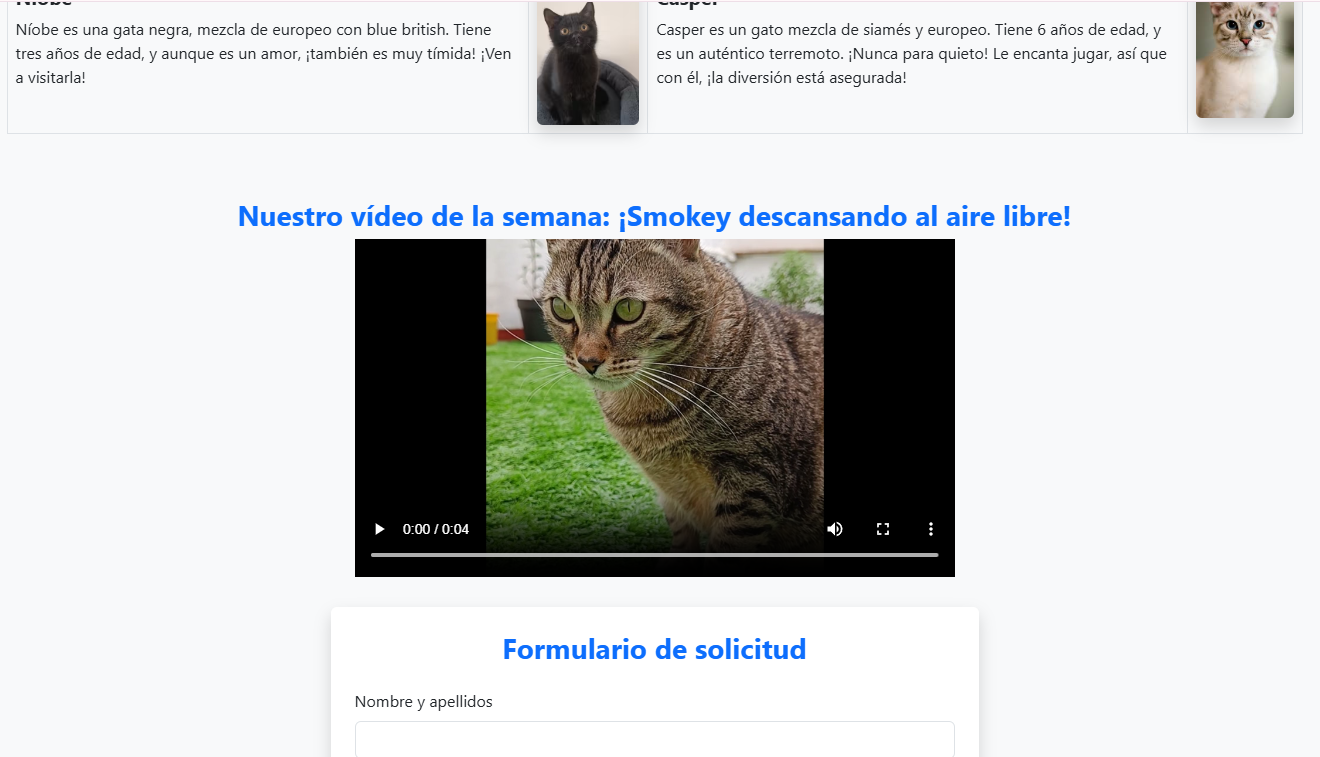 Níobe
Casper
Níobe es una gata negra, mezcla de europeo con blue british. Tiene
tres años de edad, y aunque es un amor, ¡también es muy tímida! ¡Ven
a visitarla!
Casper es un gato mezcla de siamés y europeo. Tiene 6 años de edad, y
es un auténtico terremoto. ¡Nunca para quieto! Le encanta jugar, así que
con él, ¡la diversión está asegurada!
Nuestro vídeo de la semana: ¡Smokey descansando al aire libre!
0:00 / 0:04
Formulario de solicitud
Nombre y apellidos